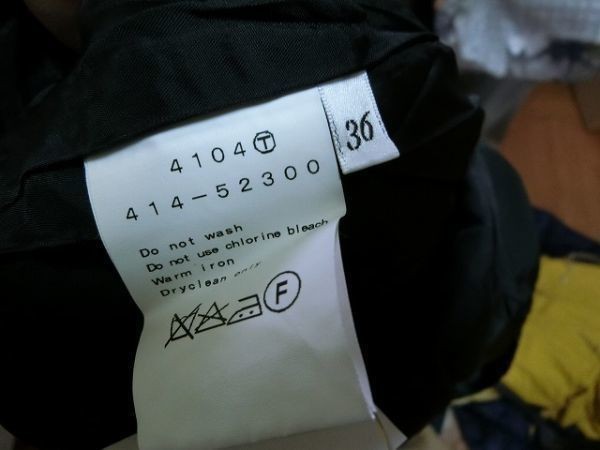 4104Ⓣ
36
414-52300
Do not wash
Do not use chlorine bleach
Warm iron
Dryclean only
F